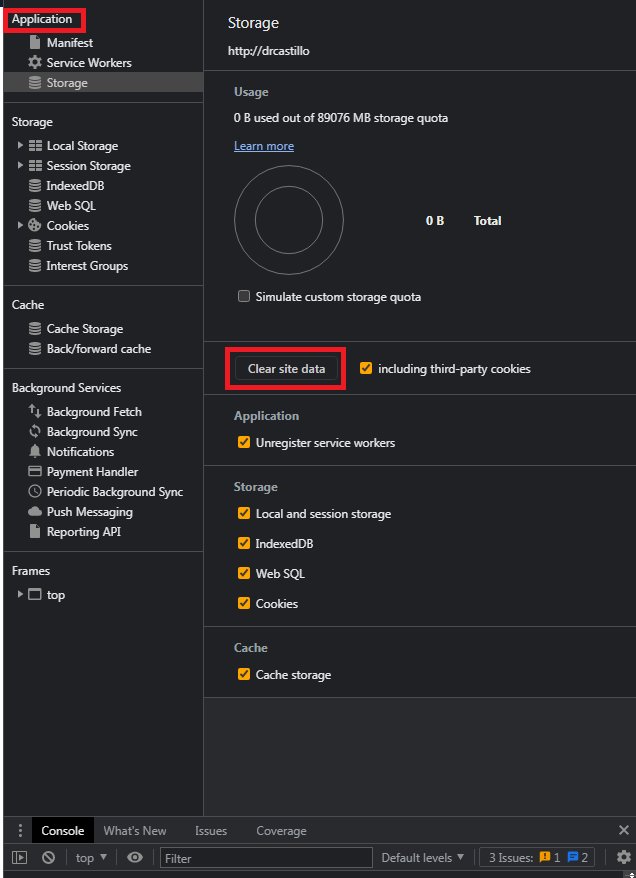 Application
Manifest
Service Workers
Storage
Storage
Local Storage
Session Storage
IndexedDB
Web SQL
Cookies
Trust Tokens
Interest Groups
Cache
Cache Storage
Back/forward cache
Background Services
Background Fetch
Background Sync
Notifications
Payment Handler
Periodic Background Sync
Push Messaging
Reporting API
Frames
top
Storage
http://drcastillo
Usage
0 B used out of 89076 MB storage quota
Learn more
0 B Total
Simulate custom storage quota
Clear site data including third-party cookies
Application
Unregister service workers
Storage
Local and session storage
IndexedDB
Web SQL
Cookies
Cache
Cache storage
Console What's New Issues Coverage
top Filter Default levels 3 Issues: 1 2